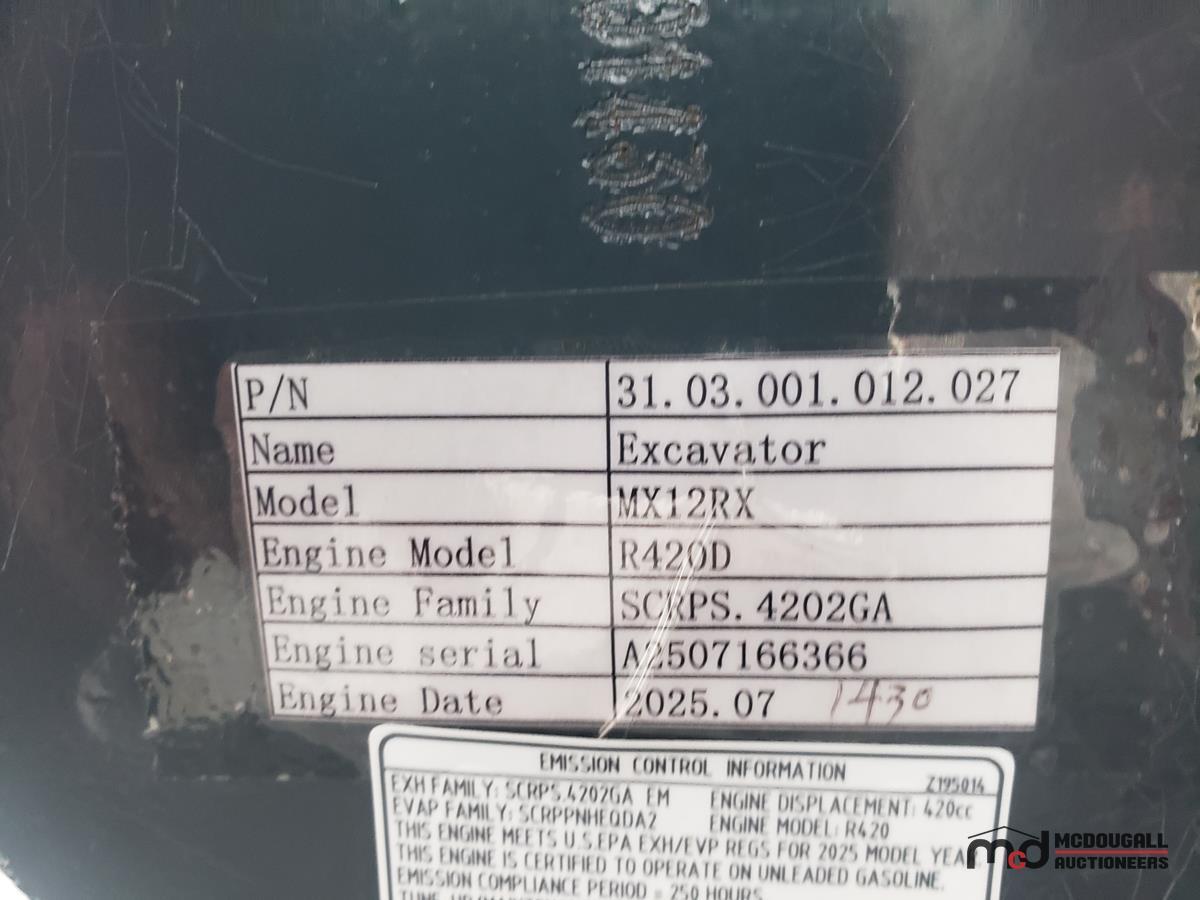 P/N 31.03.001.012.027
Name Excavator
Model MX12RX
Engine Model R420D
Engine Family SCRPS.4202GA
Engine serial A2507166366
Engine Date 2025.07 1430
EMISSION CONTROL INFORMATION
Z195014
EXH FAMILY: SCRPS.4202GA EM ENGINE DISPLACEMENT: 420cc
EVAP FAMILY: SCRPPNHEQDA2 ENGINE MODEL: R420
THIS ENGINE MEETS U.S.EPA EXH/EVP REGS FOR 2025 MODEL YEAR.
THIS ENGINE IS CERTIFIED TO OPERATE ON UNLEADED GASOLINE.
EMISSION COMPLIANCE PERIOD = 250 HOURS.
mcd MCDOUGALL
AUCTIONEERS